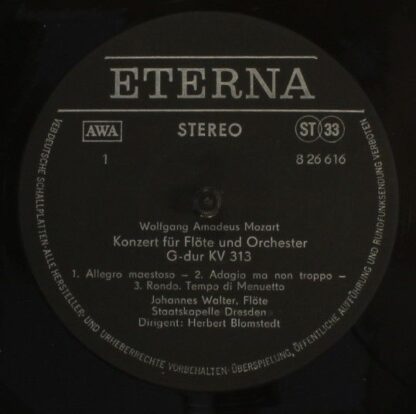 ETERNA
AWA
STEREO
ST 33
1
8 26 616
Wolfgang Amadeus Mozart
Konzert für Flöte und Orchester
G-dur KV 313
1. Allegro maestoso – 2. Adagio ma non troppo –
3. Rondo. Tempo di Menuetto
Johannes Walter, Flöte
Staatskapelle Dresden
Dirigent: Herbert Blomstedt
VEB DEUTSCHE SCHALLPLATTEN · ALLE HERSTELLER- UND URHEBERRECHTE VORBEHALTEN · ÜBERSPIELUNG, ÖFFENTLICHE AUFFÜHRUNG UND RUNDFUNKSENDUNG VERBOTEN